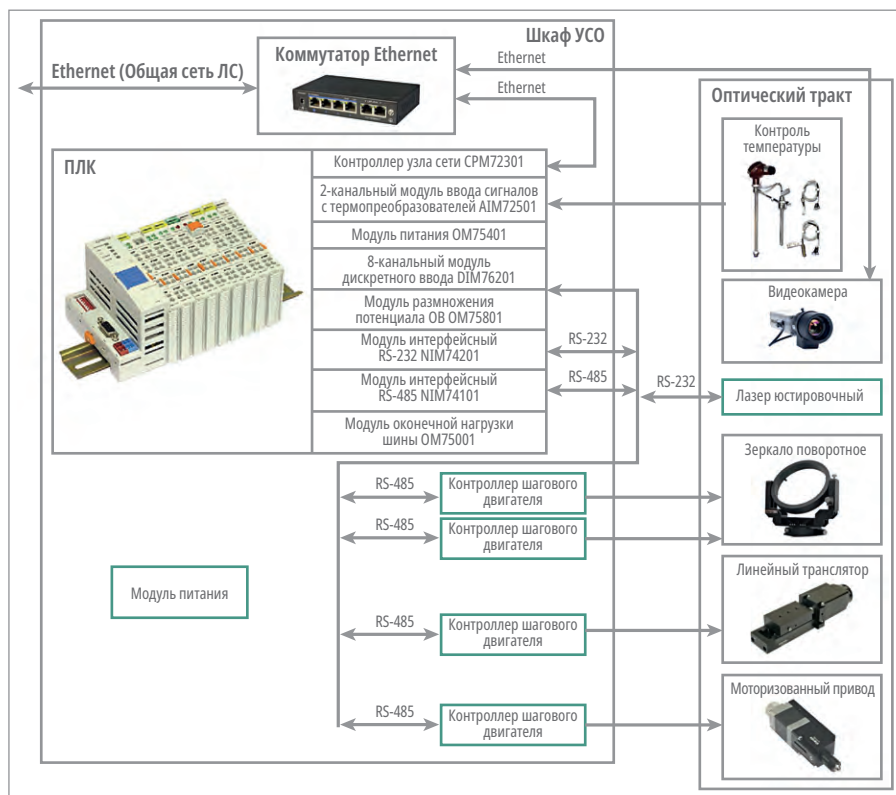 Шкаф УСО
Коммутатор Ethernet
Ethernet (Общая сеть ЛС)
Ethernet
Ethernet
ПЛК
Контроллер узла сети CPM72301
2-канальный модуль ввода сигналов
с термопреобразователей AIM72501
Модуль питания OM75401
8-канальный модуль
дискретного ввода DIM76201
Модуль размножения
потенциала ОВ OM75801
Модуль интерфейсный
RS-232 NIM74201
Модуль интерфейсный
RS-485 NIM74101
Модуль оконечной нагрузки
шины OM75001
RS-232
RS-485
RS-232
Оптический тракт
Контроль
температуры
Видеокамера
Лазер юстировочный
Зеркало поворотное
Линейный транслятор
Моторизованный привод
RS-485
Контроллер шагового
двигателя
RS-485
Контроллер шагового
двигателя
Модуль питания
RS-485
Контроллер шагового
двигателя
RS-485
Контроллер шагового
двигателя